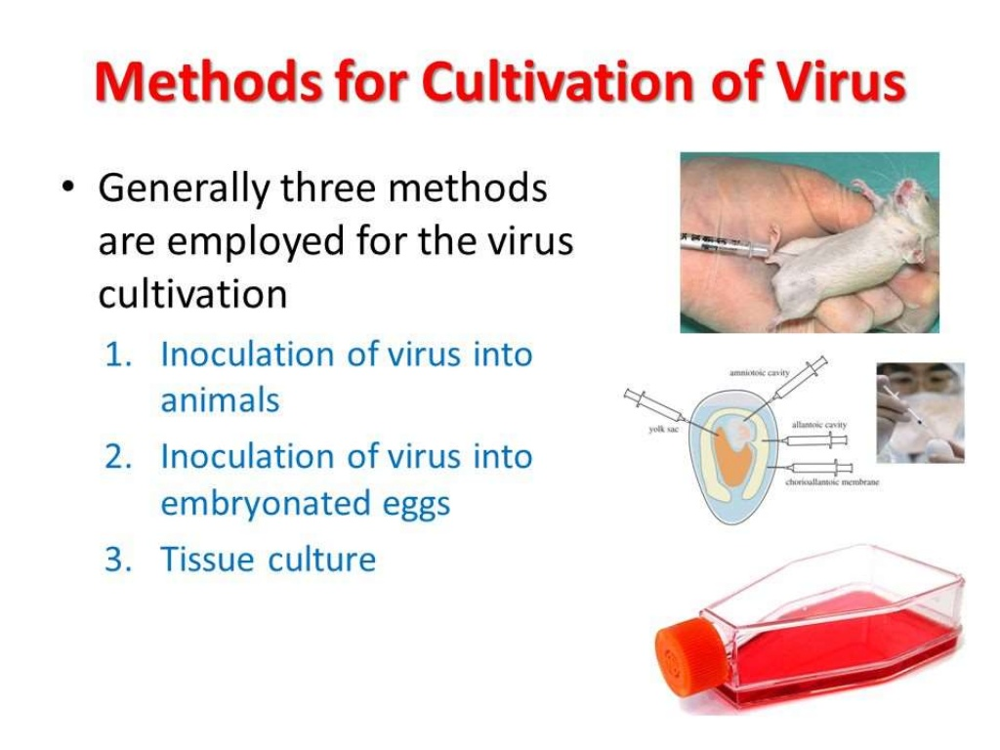 Methods for Cultivation of Virus
• Generally three methods
are employed for the virus
cultivation
1. Inoculation of virus into
animals
2. Inoculation of virus into
embryonated eggs
3. Tissue culture
amniotoic cavity
yolk sac
allantoic cavity
chorioallantoic membrane